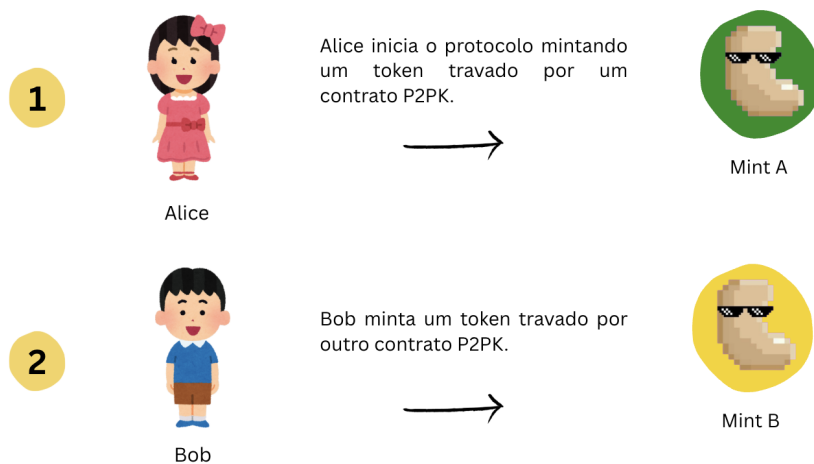 1
Alice inicia o protocolo mintando
um token travado por um
contrato P2PK.
Alice
Mint A
2
Bob minta um token travado por
outro contrato P2PK.
Bob
Mint B